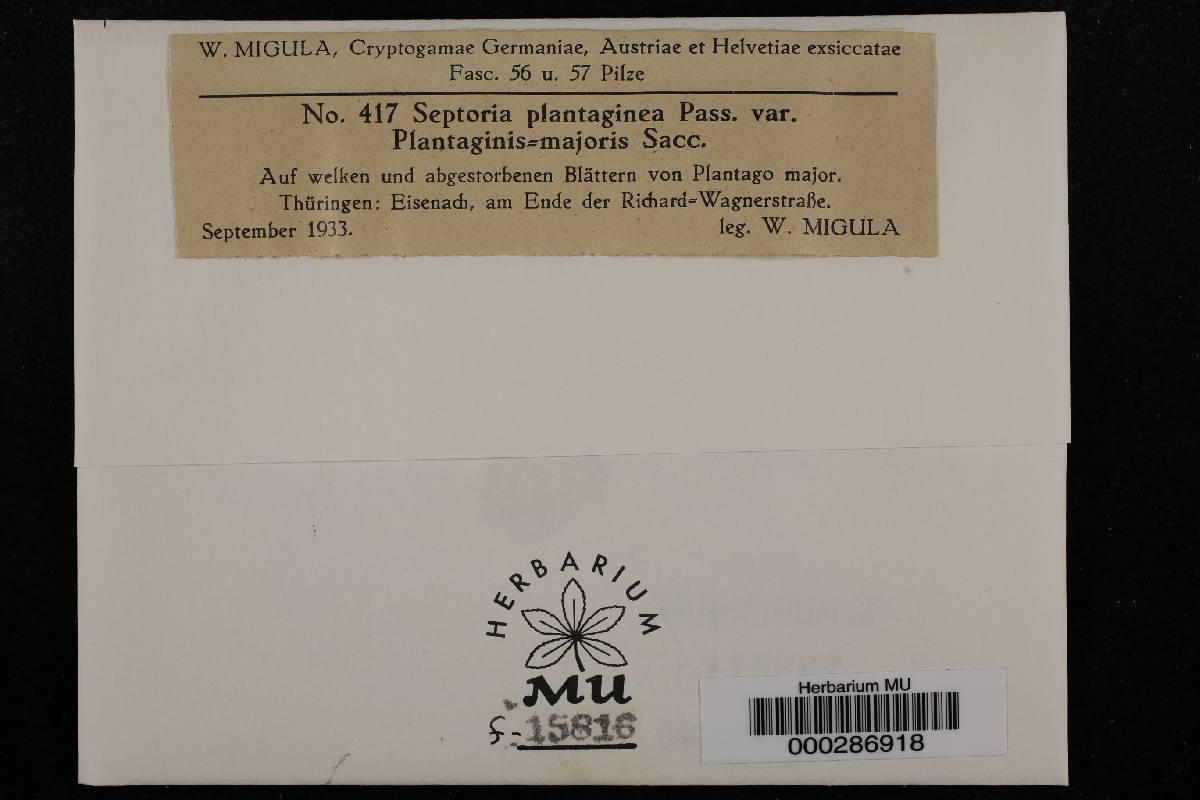 W. MIGULA, Cryptogamae Germaniae, Austriae et Helvetiae exsiccatae
Fasc. 56 u. 57 Pilze
No. 417 Septoria plantaginea Pass. var.
Plantaginis=majoris Sacc.
Auf welken und abgestorbenen Blättern von Plantago major.
Thüringen: Eisenach, am Ende der Richard=Wagnerstraße.
September 1933. leg. W. MIGULA
HERBARIUM
MU
f-15816
Herbarium MU
000286918